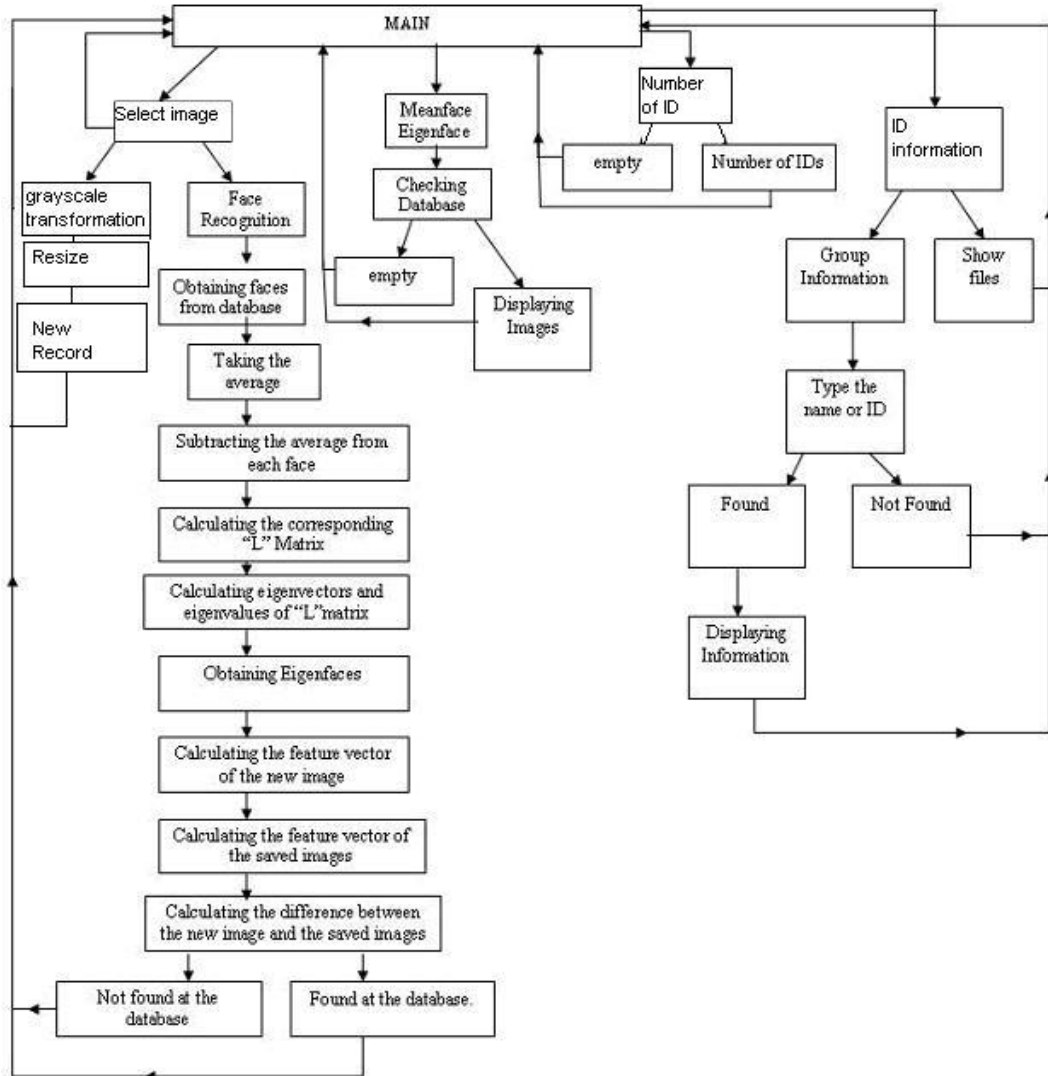 MAIN
Select image
grayscale
transformation
Resize
New
Record
Face
Recognition
Obtaining faces
from database
Taking the
average
Subtracting the average from
each face
Calculating the corresponding
“L” Matrix
Calculating eigenvectors and
eigenvalues of “L”matrix
Obtaining Eigenfaces
Calculating the feature vector
of the new image
Calculating the feature vector of
the saved images
Calculating the difference between
the new image and the saved images
Not found at the
database
Found at the database.
Meanface
Eigenface
Checking
Database
empty
Displaying
Images
Number
of ID
empty
Number of IDs
ID
information
Group
Information
Show
files
Type the
name or ID
Found
Not Found
Displaying
Information